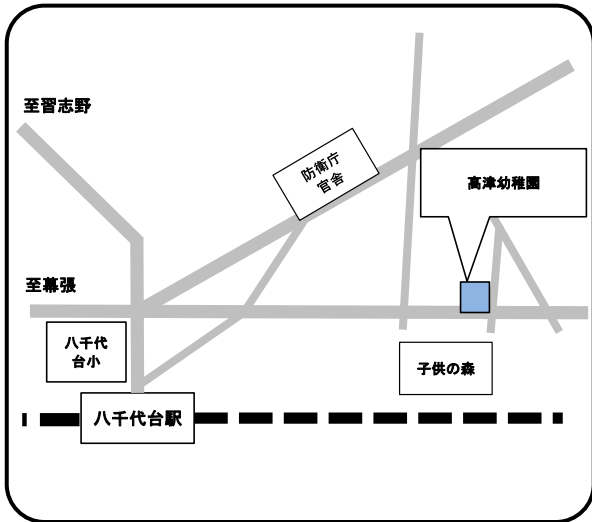 至習志野
防衛庁
官舎
高津幼稚園
至幕張
八千代
台小
子供の森
八千代台駅